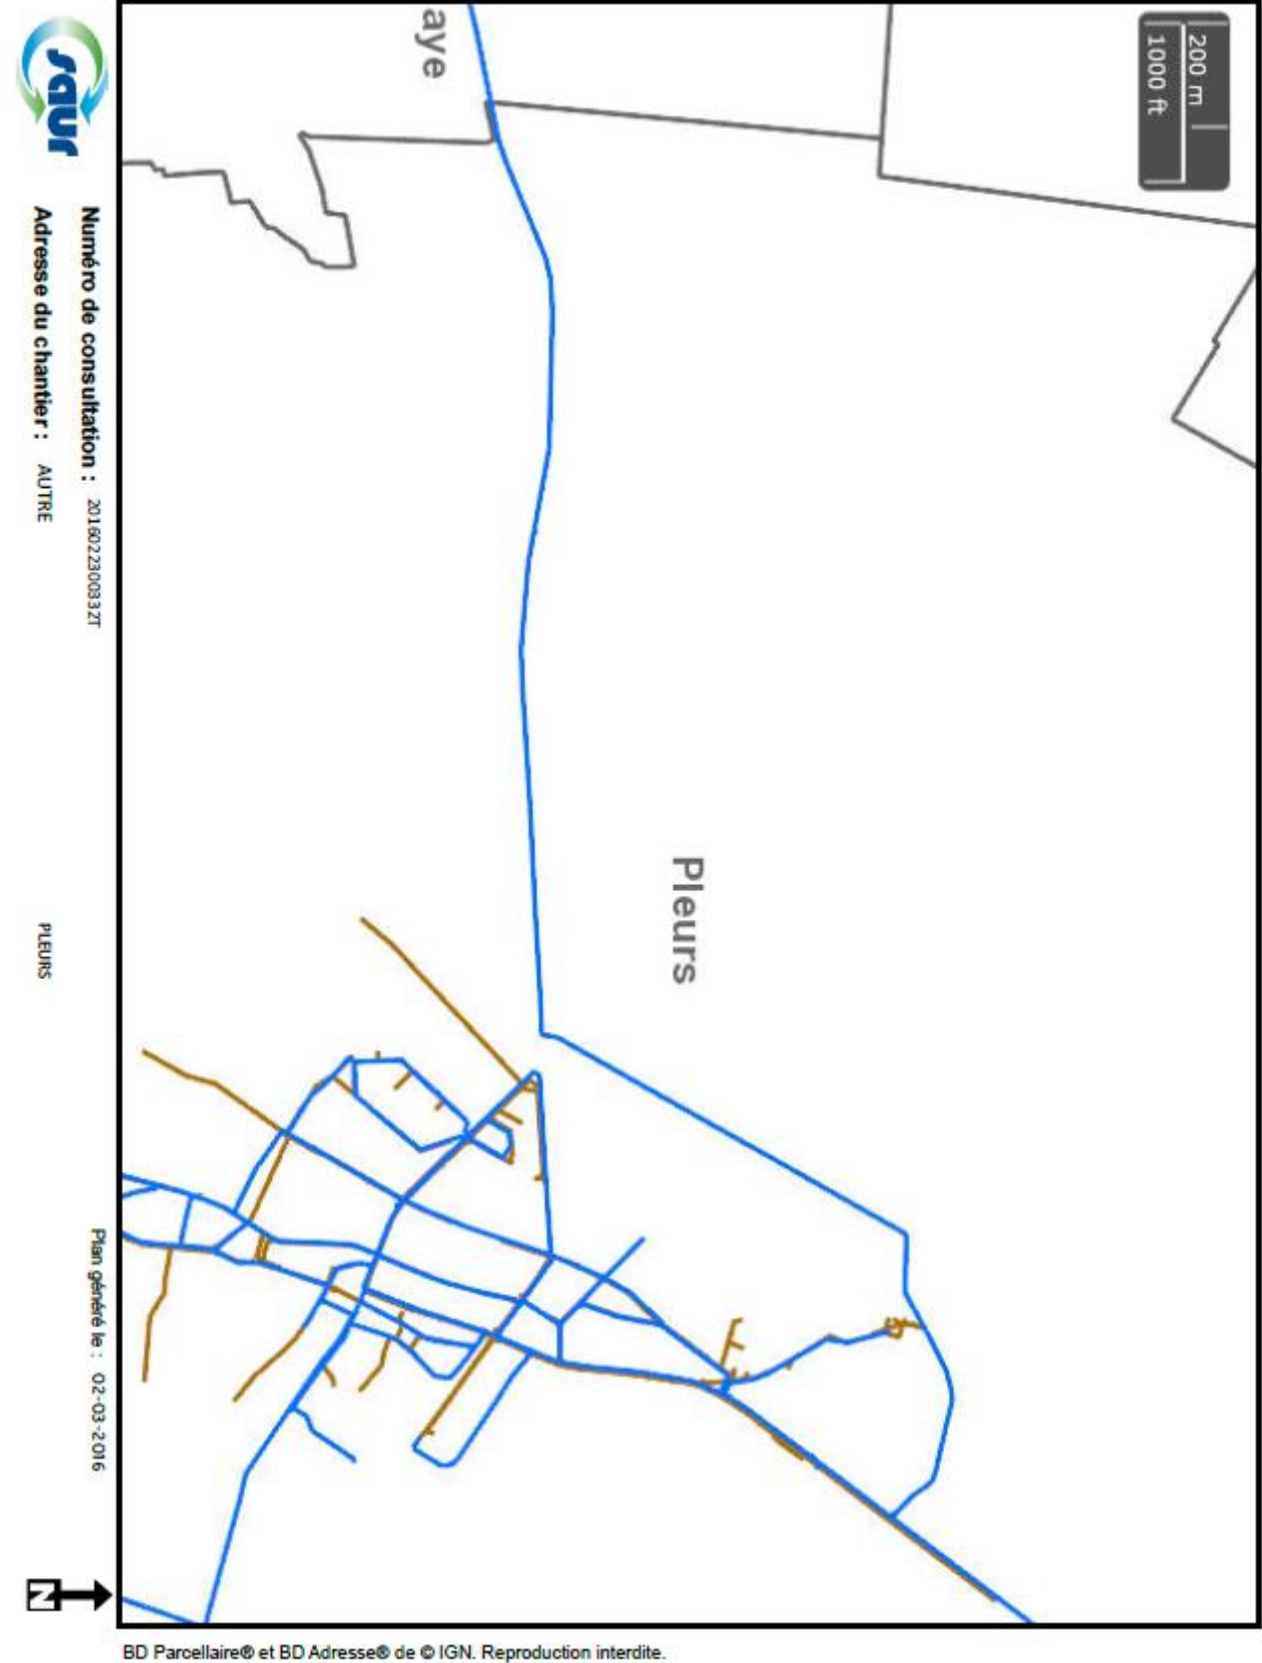 200 m
1000 ft
aye
Pleurs
saur
Numéro de consultation : 2016022300332T
Adresse du chantier : AUTRE PLEURS
Plan généré le : 02-03-2016
N
BD Parcellaire® et BD Adresse® de © IGN. Reproduction interdite.